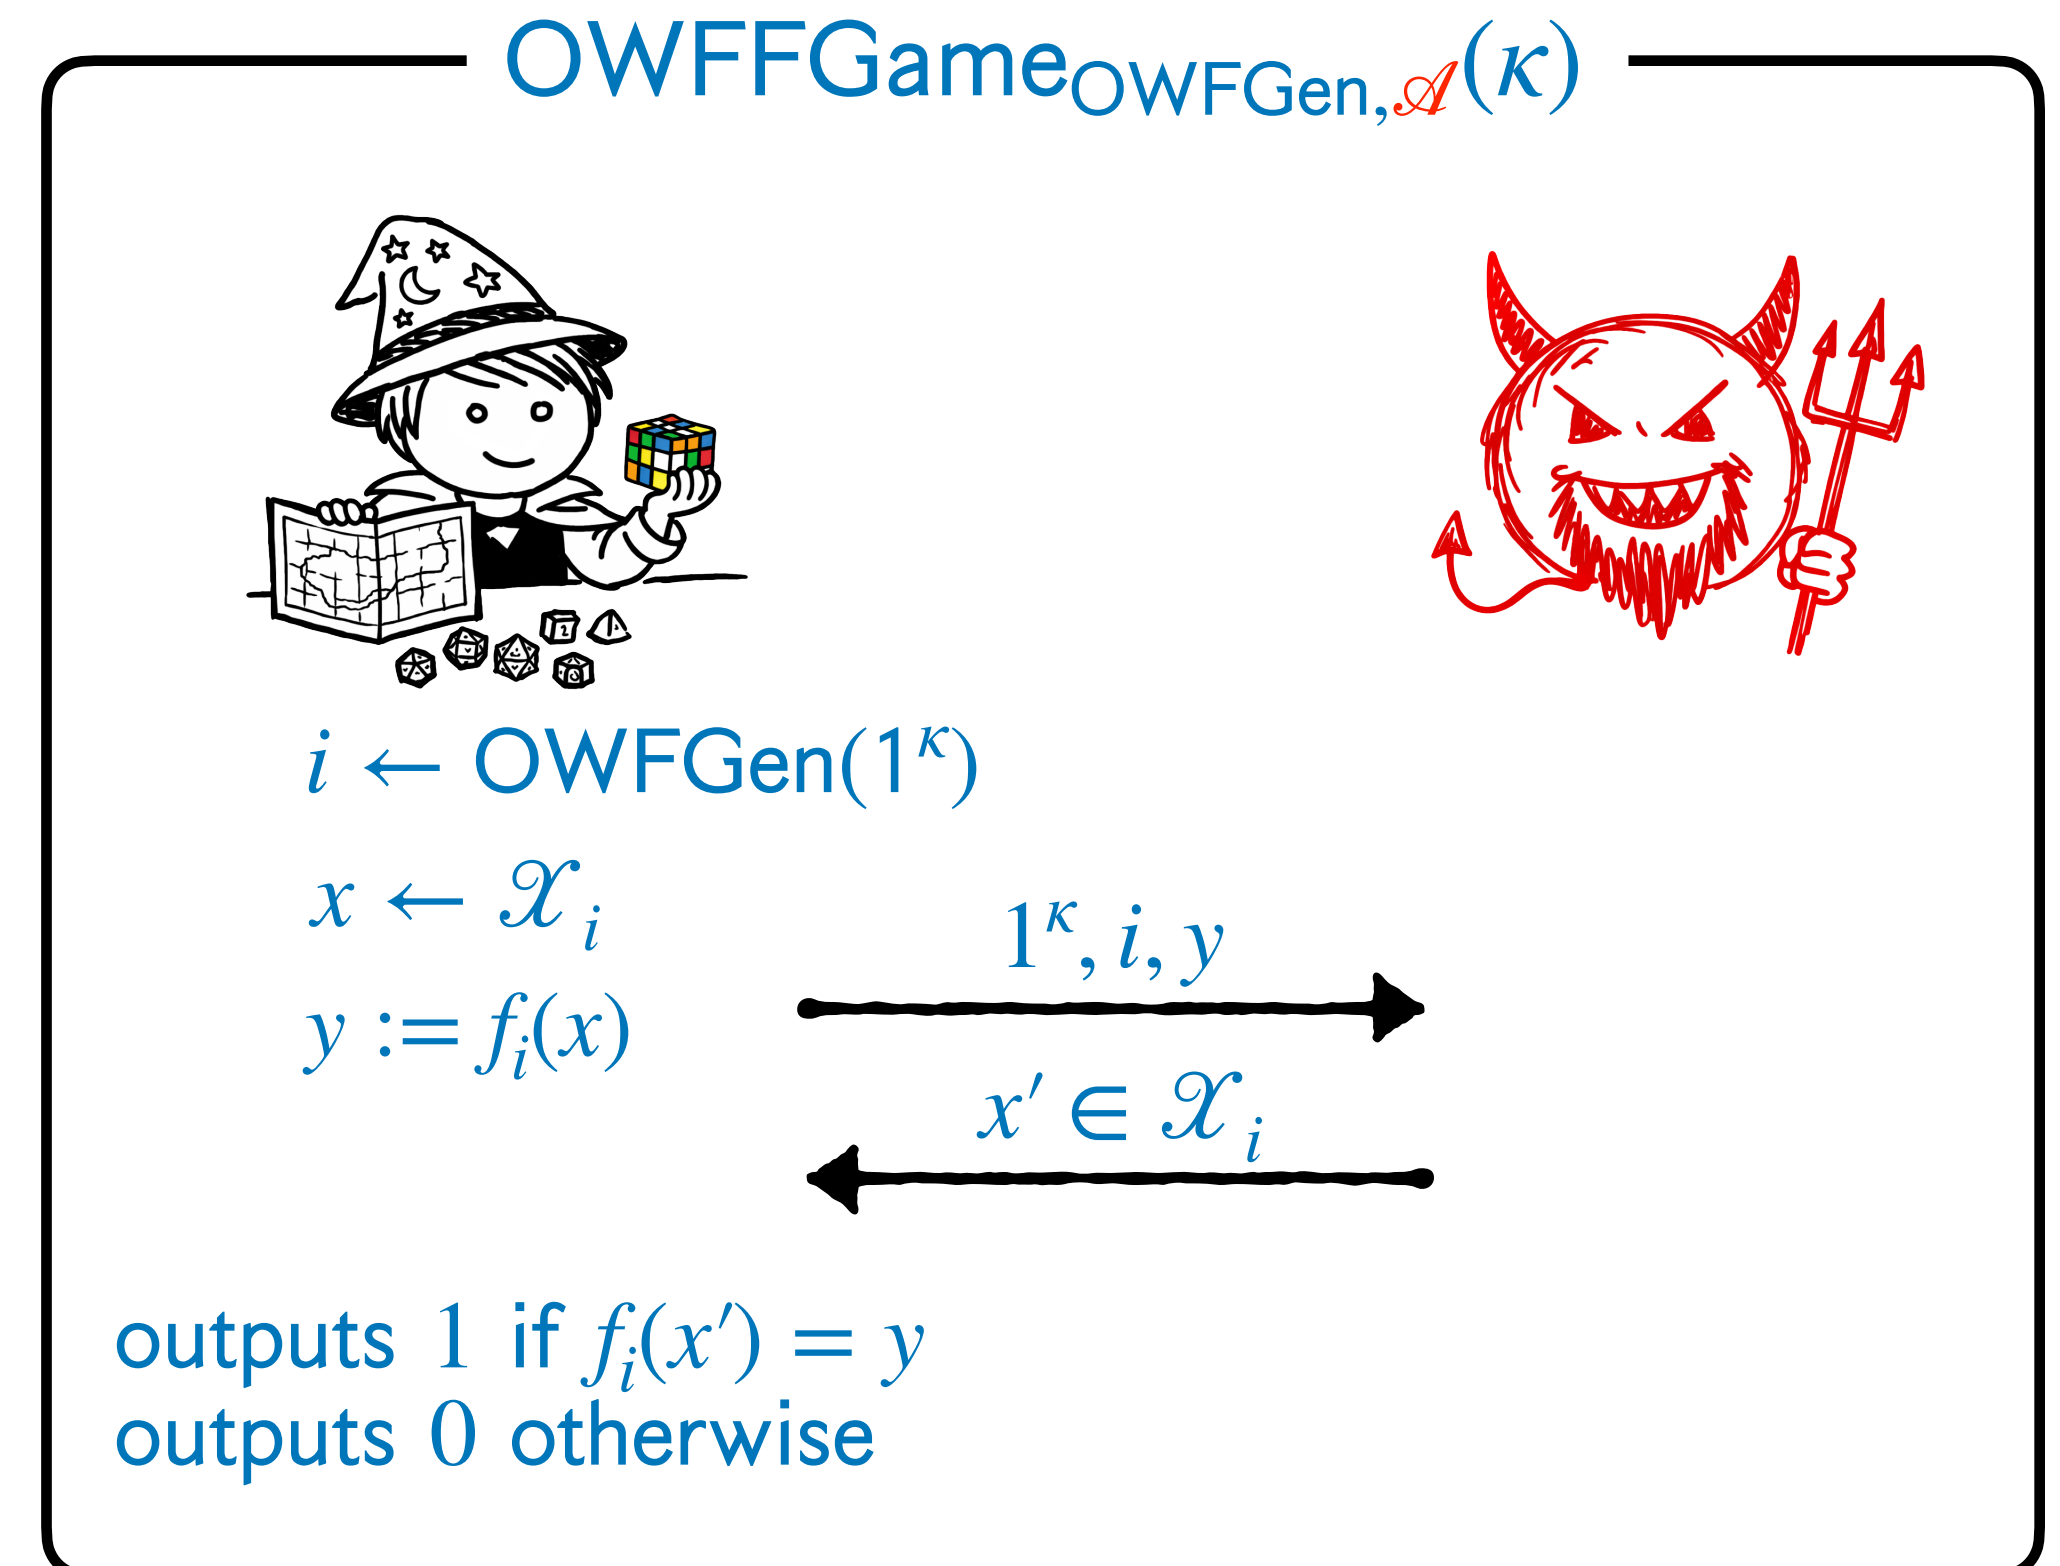 OWFFGame_{OWFGen,𝒜}(κ)
i ← OWFGen(1^κ)
x ← 𝒳_i
1^κ, i, y
y := f_i(x)
x′ ∈ 𝒳_i
outputs 1 if f_i(x′) = y
outputs 0 otherwise